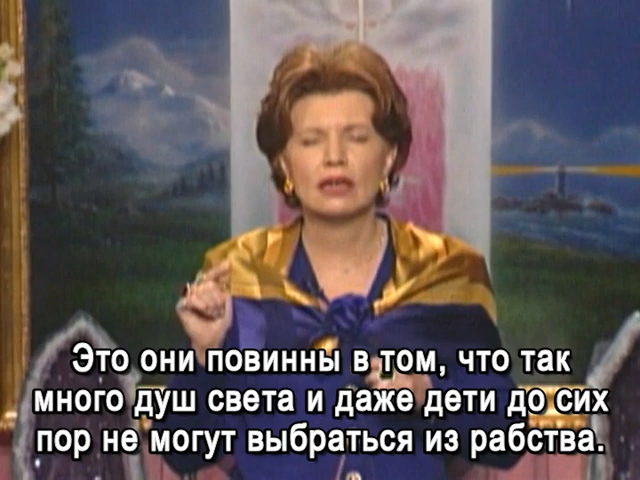 Это они повинны в том, что так
много душ света и даже дети до сих
пор не могут выбраться из рабства.